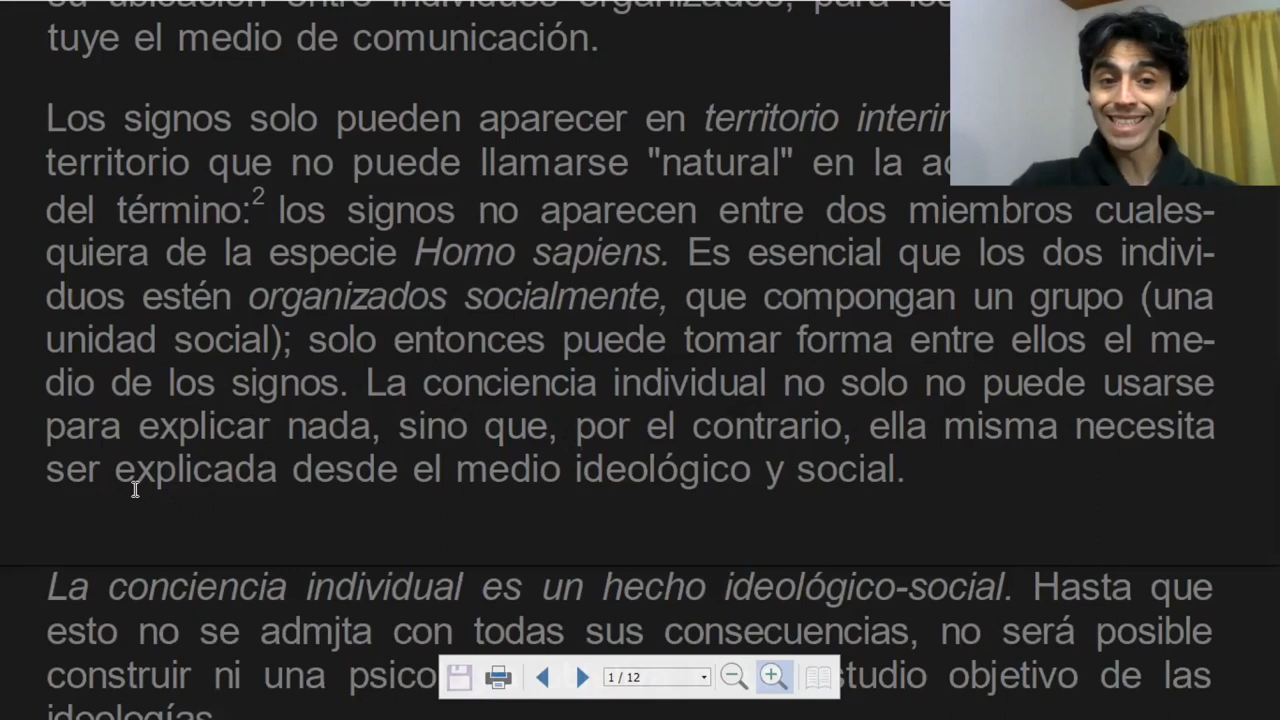 tuye el medio de comunicación.
Los signos solo pueden aparecer en territorio
territorio que no puede llamarse "natural" en la
del término:2 los signos no aparecen entre dos miembros cuales-
quiera de la especie Homo sapiens. Es esencial que los dos indivi-
duos estén organizados socialmente, que compongan un grupo (una
unidad social); solo entonces puede tomar forma entre ellos el me-
dio de los signos. La conciencia individual no solo no puede usarse
para explicar nada, sino que, por el contrario, ella misma necesita
ser explicada desde el medio ideológico y social.
La conciencia individual es un hecho ideológico-social. Hasta que
esto no se admjta con todas sus consecuencias, no será posible
construir ni una objetivo de las
ideologías
1 / 12